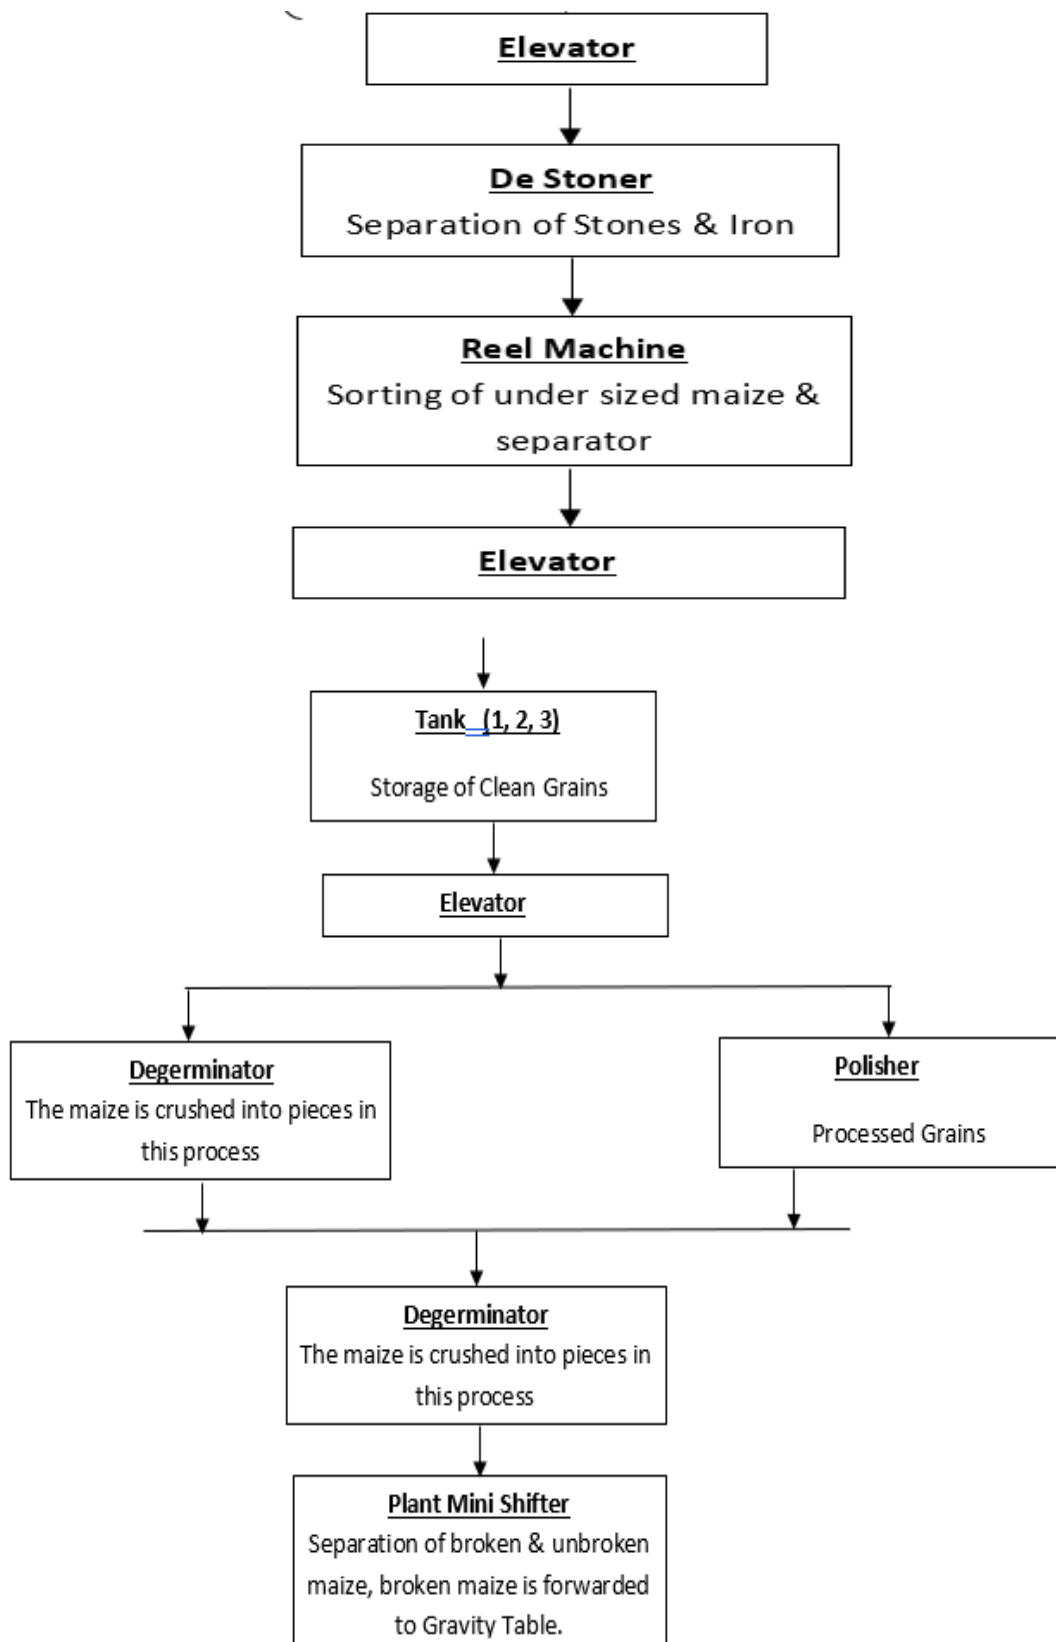 Elevator
De Stoner
Separation of Stones & Iron
Reel Machine
Sorting of under sized maize &
separator
Elevator
Tank (1, 2, 3)
Storage of Clean Grains
Elevator
Degerminator
The maize is crushed into pieces in
this process
Polisher
Processed Grains
Degerminator
The maize is crushed into pieces in
this process
Plant Mini Shifter
Separation of broken & unbroken
maize, broken maize is forwarded
to Gravity Table.